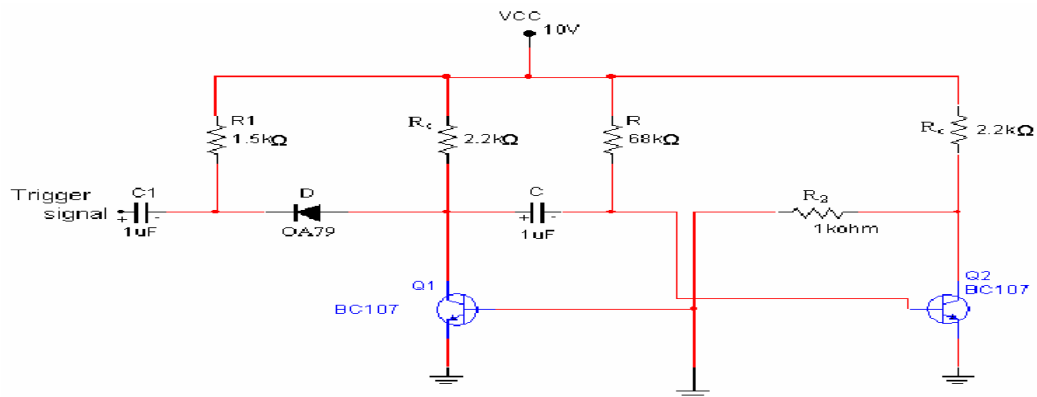 VCC
10V
R1
1.5kΩ
Rc
2.2kΩ
R
68kΩ
Rc
2.2kΩ
Trigger
signal
C1
+ -
1uF
D
OA79
C
+ -
1uF
R2
1kohm
Q1
BC107
Q2
BC107